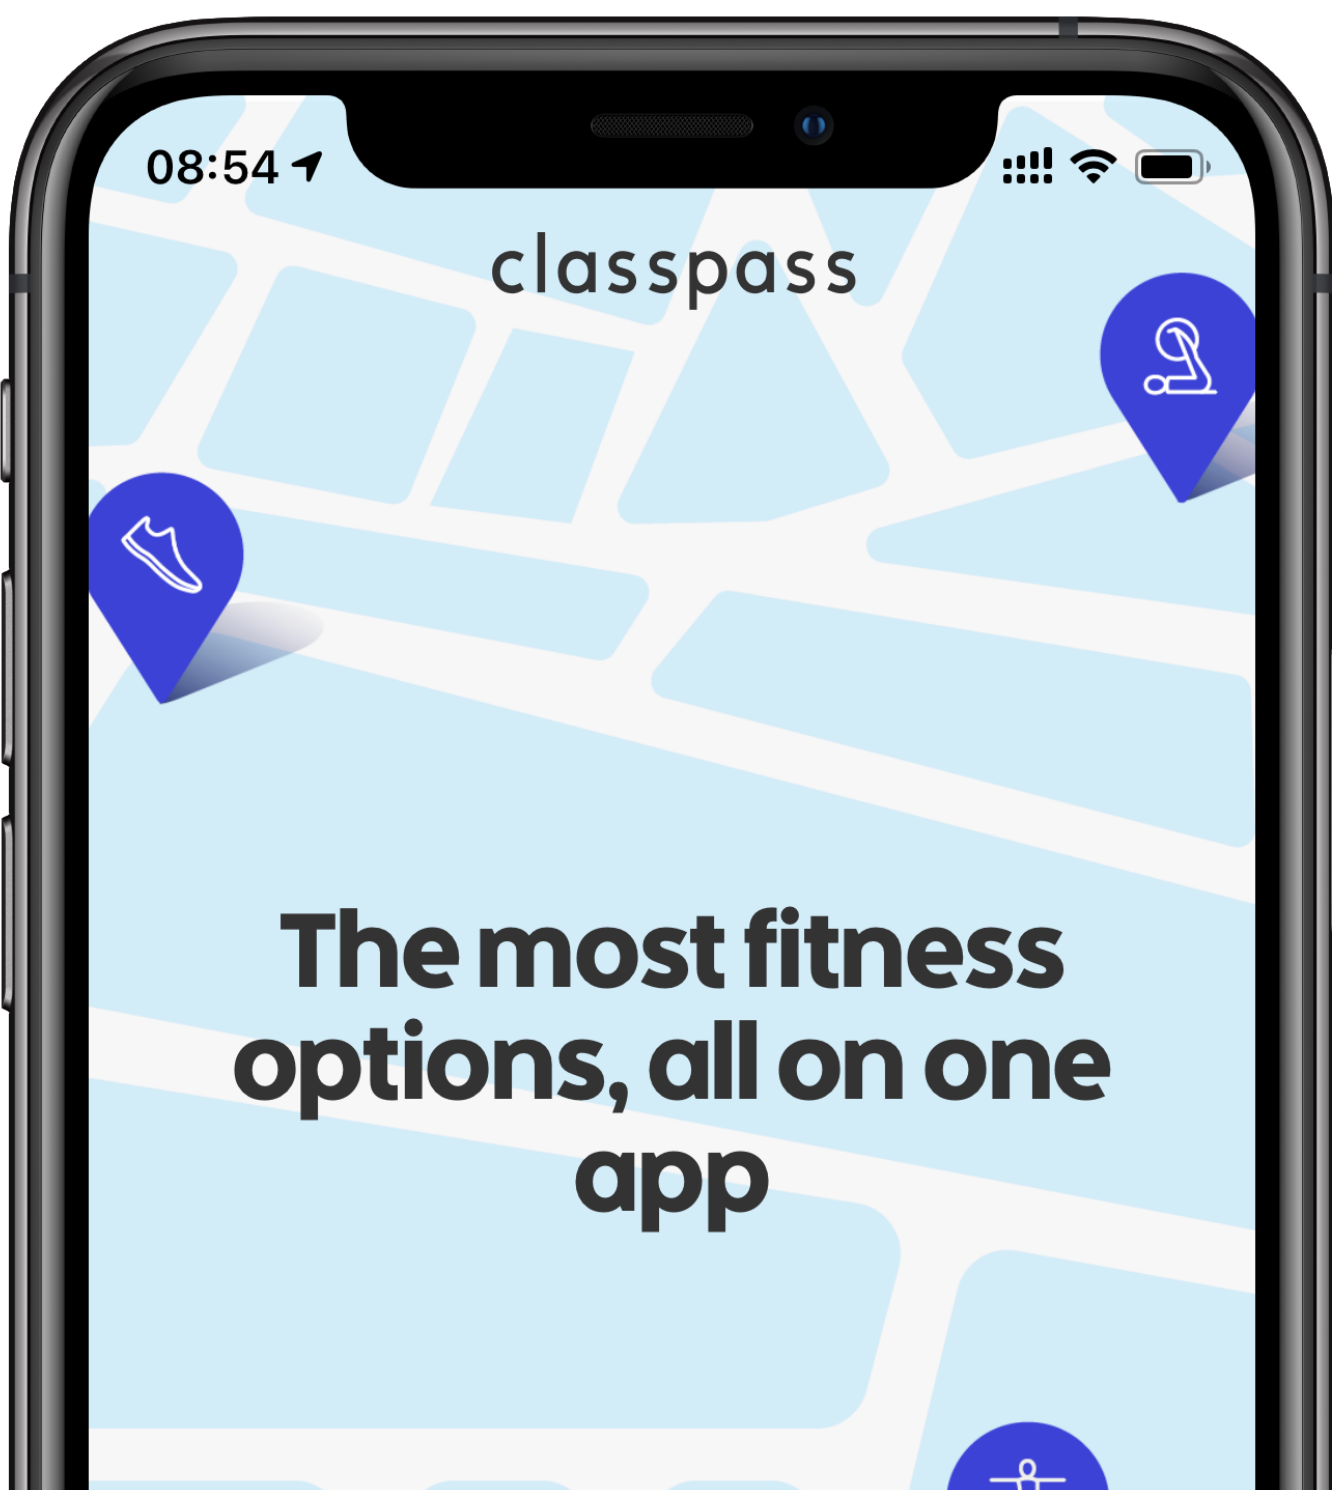 08:54
classpass
The most fitness
options, all on one
app